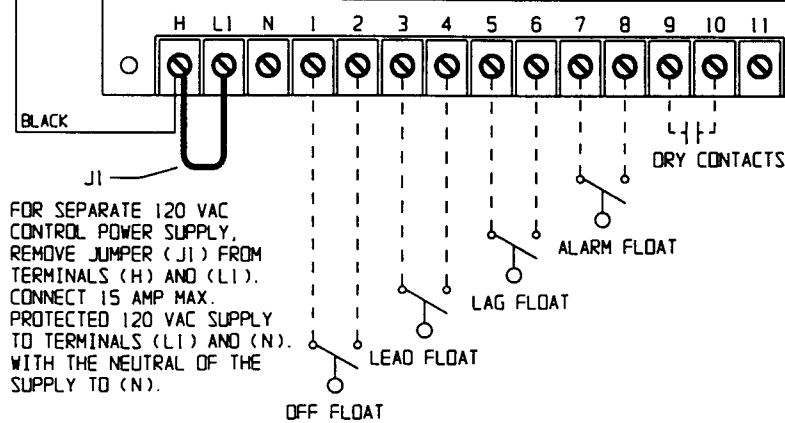 H L1 N 1 2 3 4 5 6 7 8 9 10 11
BLACK
DRY CONTACTS
J1
FOR SEPARATE 120 VAC
CONTROL POWER SUPPLY,
REMOVE JUMPER (J1) FROM
TERMINALS (H) AND (L1).
CONNECT 15 AMP MAX.
PROTECTED 120 VAC SUPPLY
TO TERMINALS (L1) AND (N).
WITH THE NEUTRAL OF THE
SUPPLY TO (N).
ALARM FLOAT
LAG FLOAT
LEAD FLOAT
OFF FLOAT